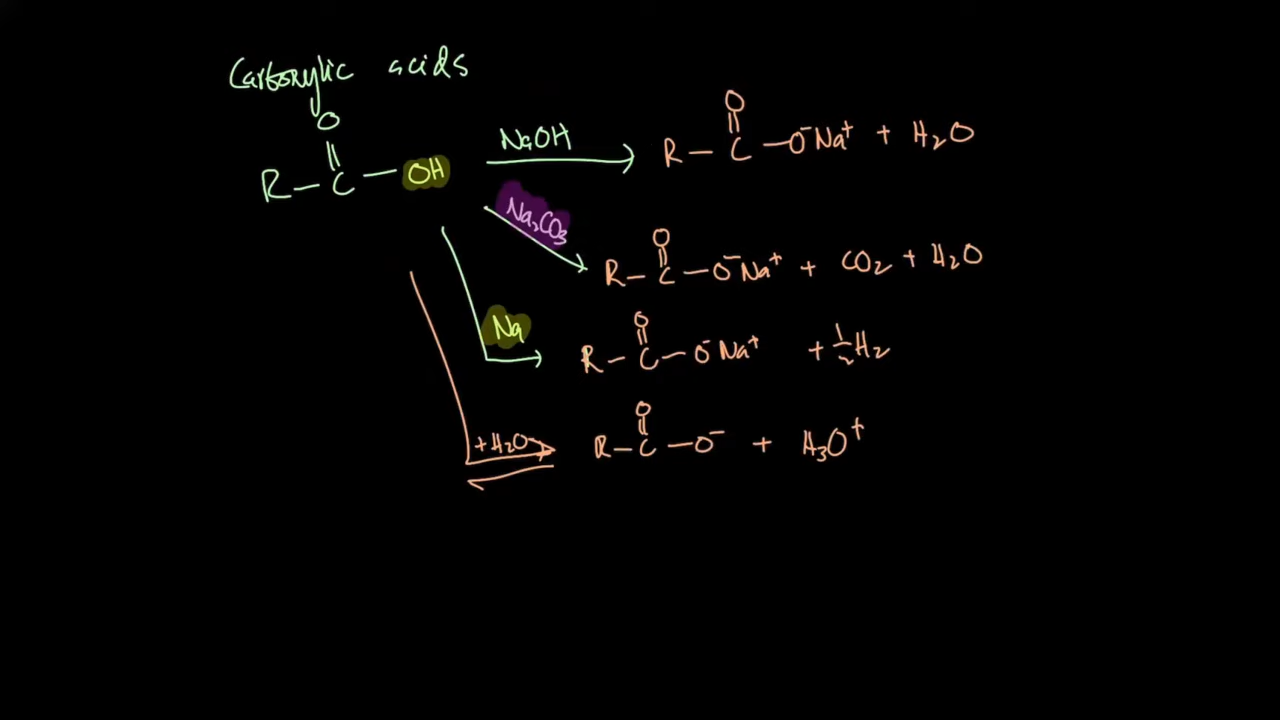 Carboxylic acids
O
||
R — C — OH
NaOH
O
||
R — C — O⁻Na⁺ + H₂O
Na₂CO₃
O
||
R — C — O⁻Na⁺ + CO₂ + H₂O
Na
O
||
R — C — O⁻Na⁺ + ½H₂
+H₂O
O
||
R — C — O⁻ + H₃O⁺